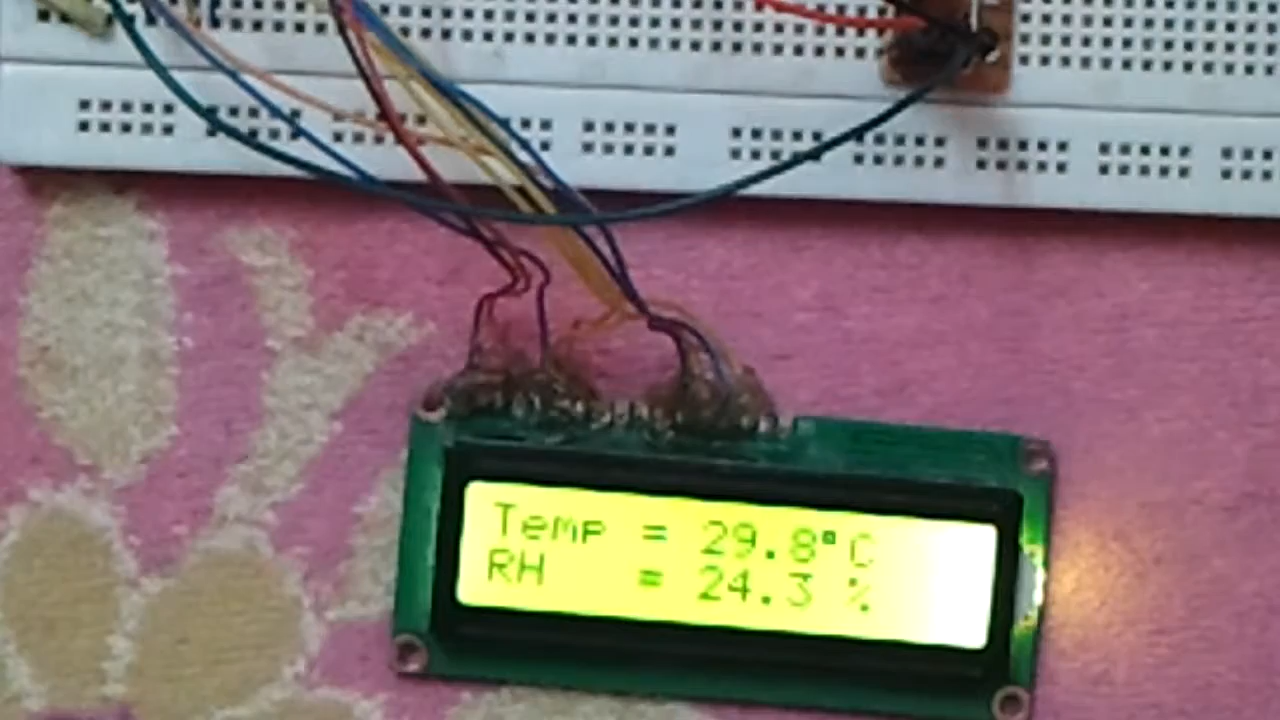 Temp = 29.8°C
RH = 24.3 %